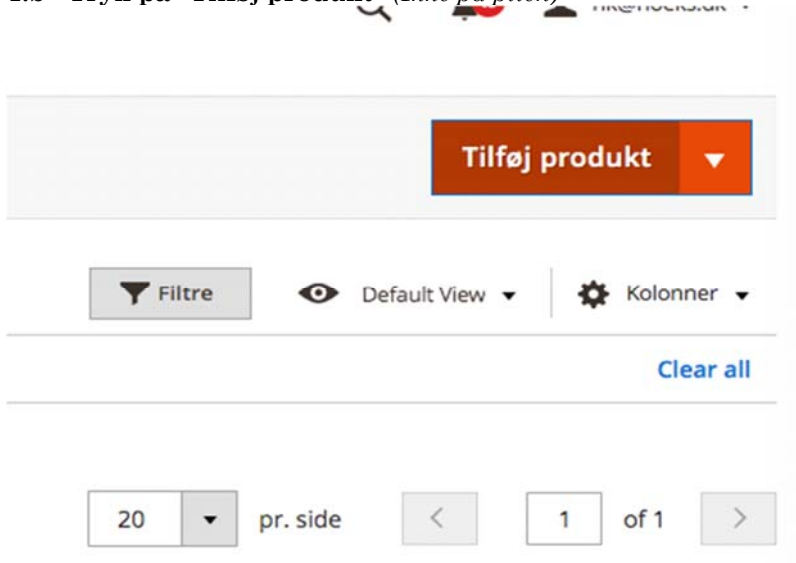 Tilføj produkt
Filtre
Default View
Kolonner
Clear all
20 pr. side 1 of 1